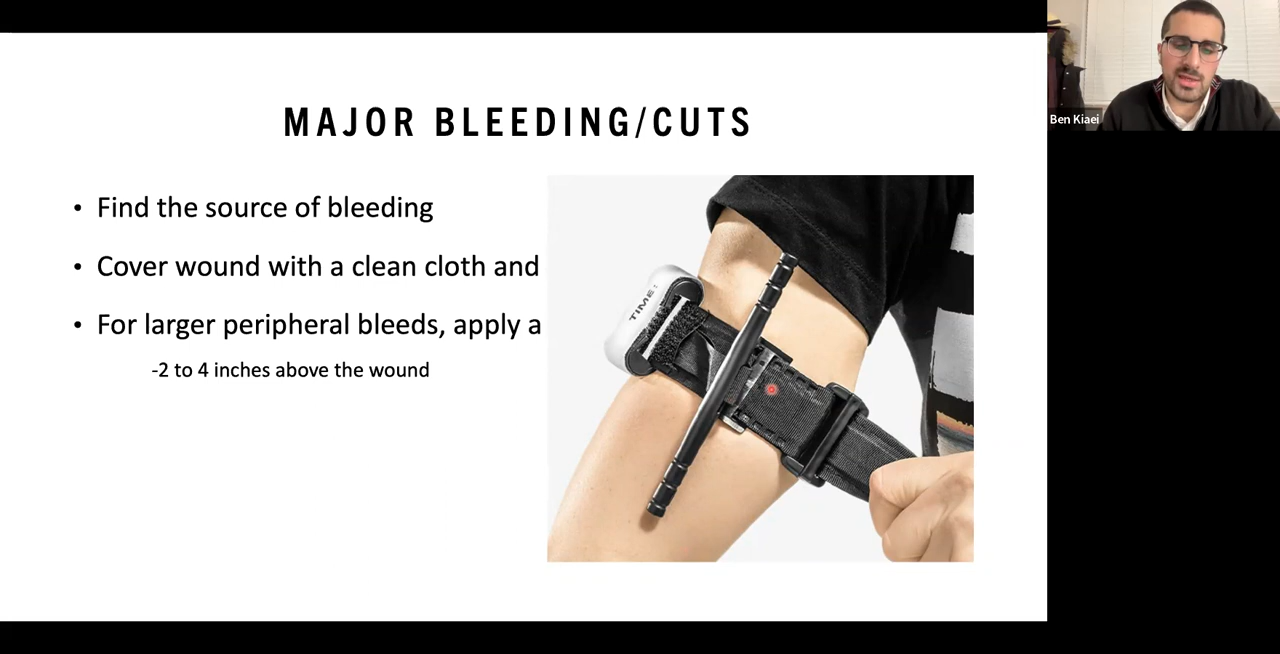 MAJOR BLEEDING/CUTS
• Find the source of bleeding
• Cover wound with a clean cloth and
• For larger peripheral bleeds, apply a
-2 to 4 inches above the wound
TIME:
Ben Kiaei